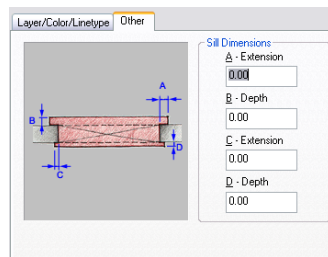 Layer/Color/Linetype Other
Sill Dimensions
A - Extension
0.00
B - Depth
0.00
C - Extension
0.00
D - Depth
0.00
A
B
D
C